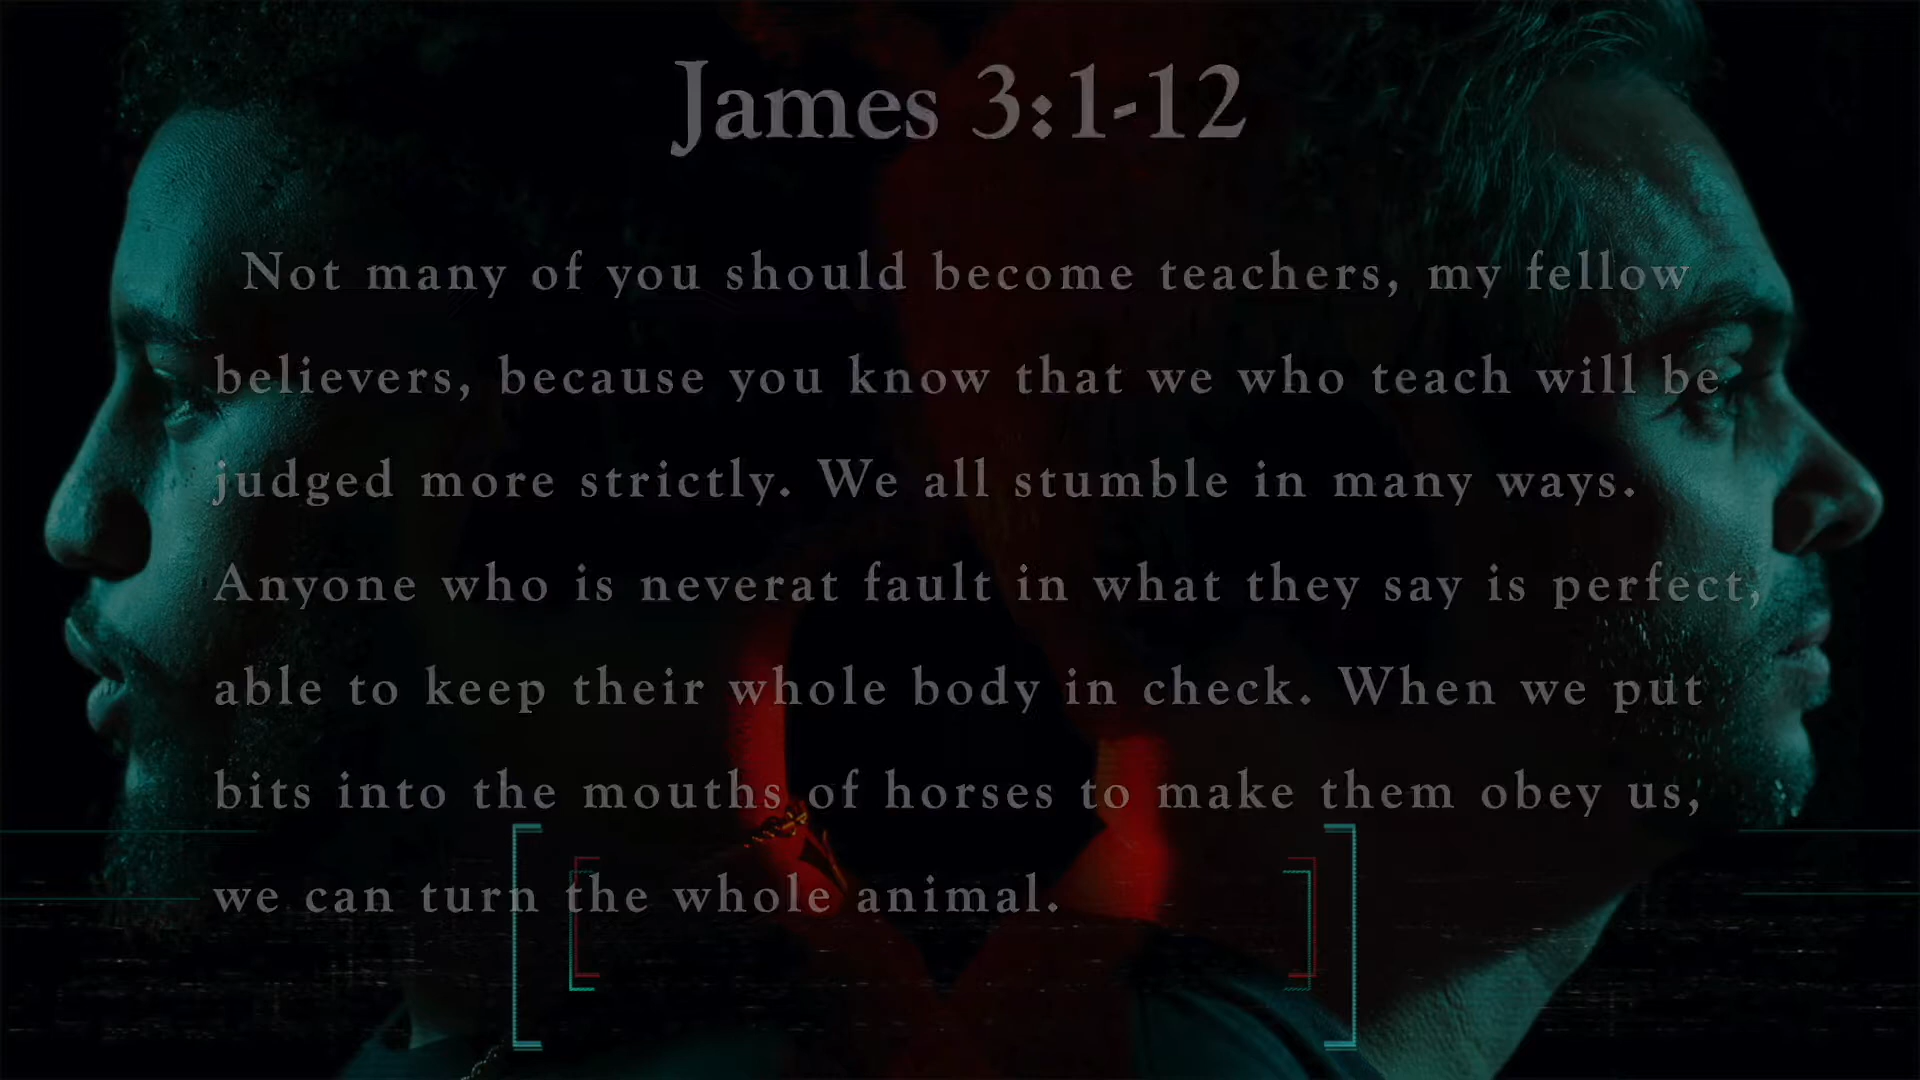 James 3:1-12
Not many of you should become teachers, my fellow
believers, because you know that we who teach will be
judged more strictly. We all stumble in many ways.
Anyone who is neverat fault in what they say is perfect,
able to keep their whole body in check. When we put
bits into the mouths of horses to make them obey us,
we can turn the whole animal.